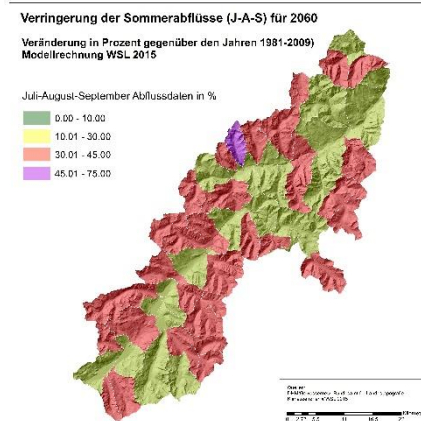 Verringerung der Sommerabflüsse (J-A-S) für 2060
Veränderung in Prozent gegenüber den Jahren 1981-2009)
Modellrechnung WSL 2015
Juli-August-September Abflussdaten in %
0.00 - 10.00
10.01 - 30.00
30.01 - 45.00
45.01 - 75.00